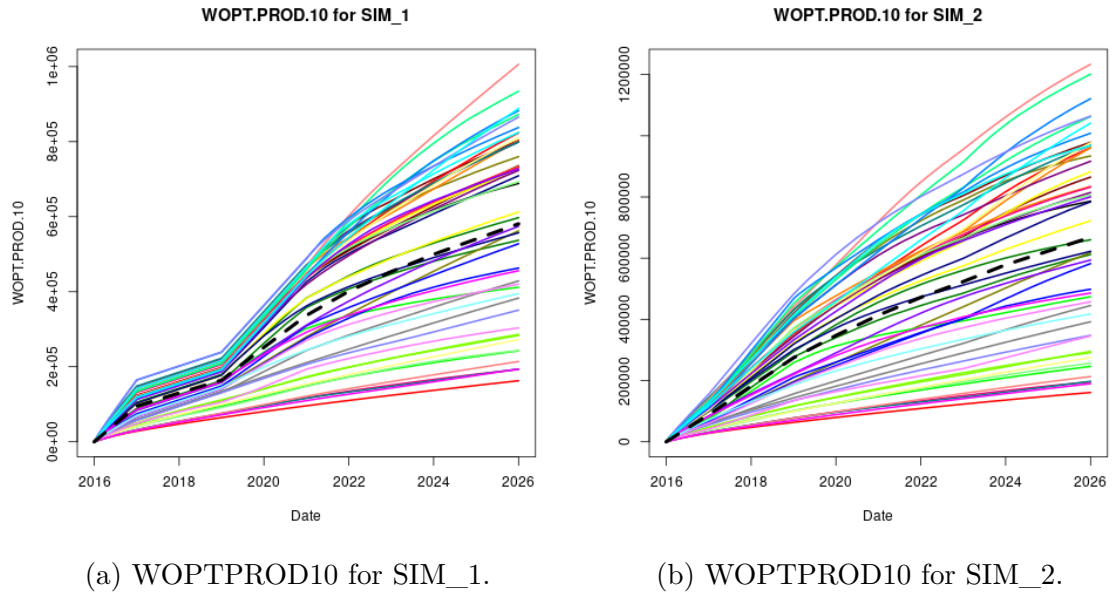 WOPT.PROD.10 for SIM_1
WOPT.PROD.10
1e+06
8e+05
6e+05
4e+05
2e+05
0e+00
2016 2018 2020 2022 2024 2026
Date
(a) WOPTPROD10 for SIM_1.
WOPT.PROD.10 for SIM_2
WOPT.PROD.10
1200000
800000
600000
400000
200000
0
2016 2018 2020 2022 2024 2026
Date
(b) WOPTPROD10 for SIM_2.